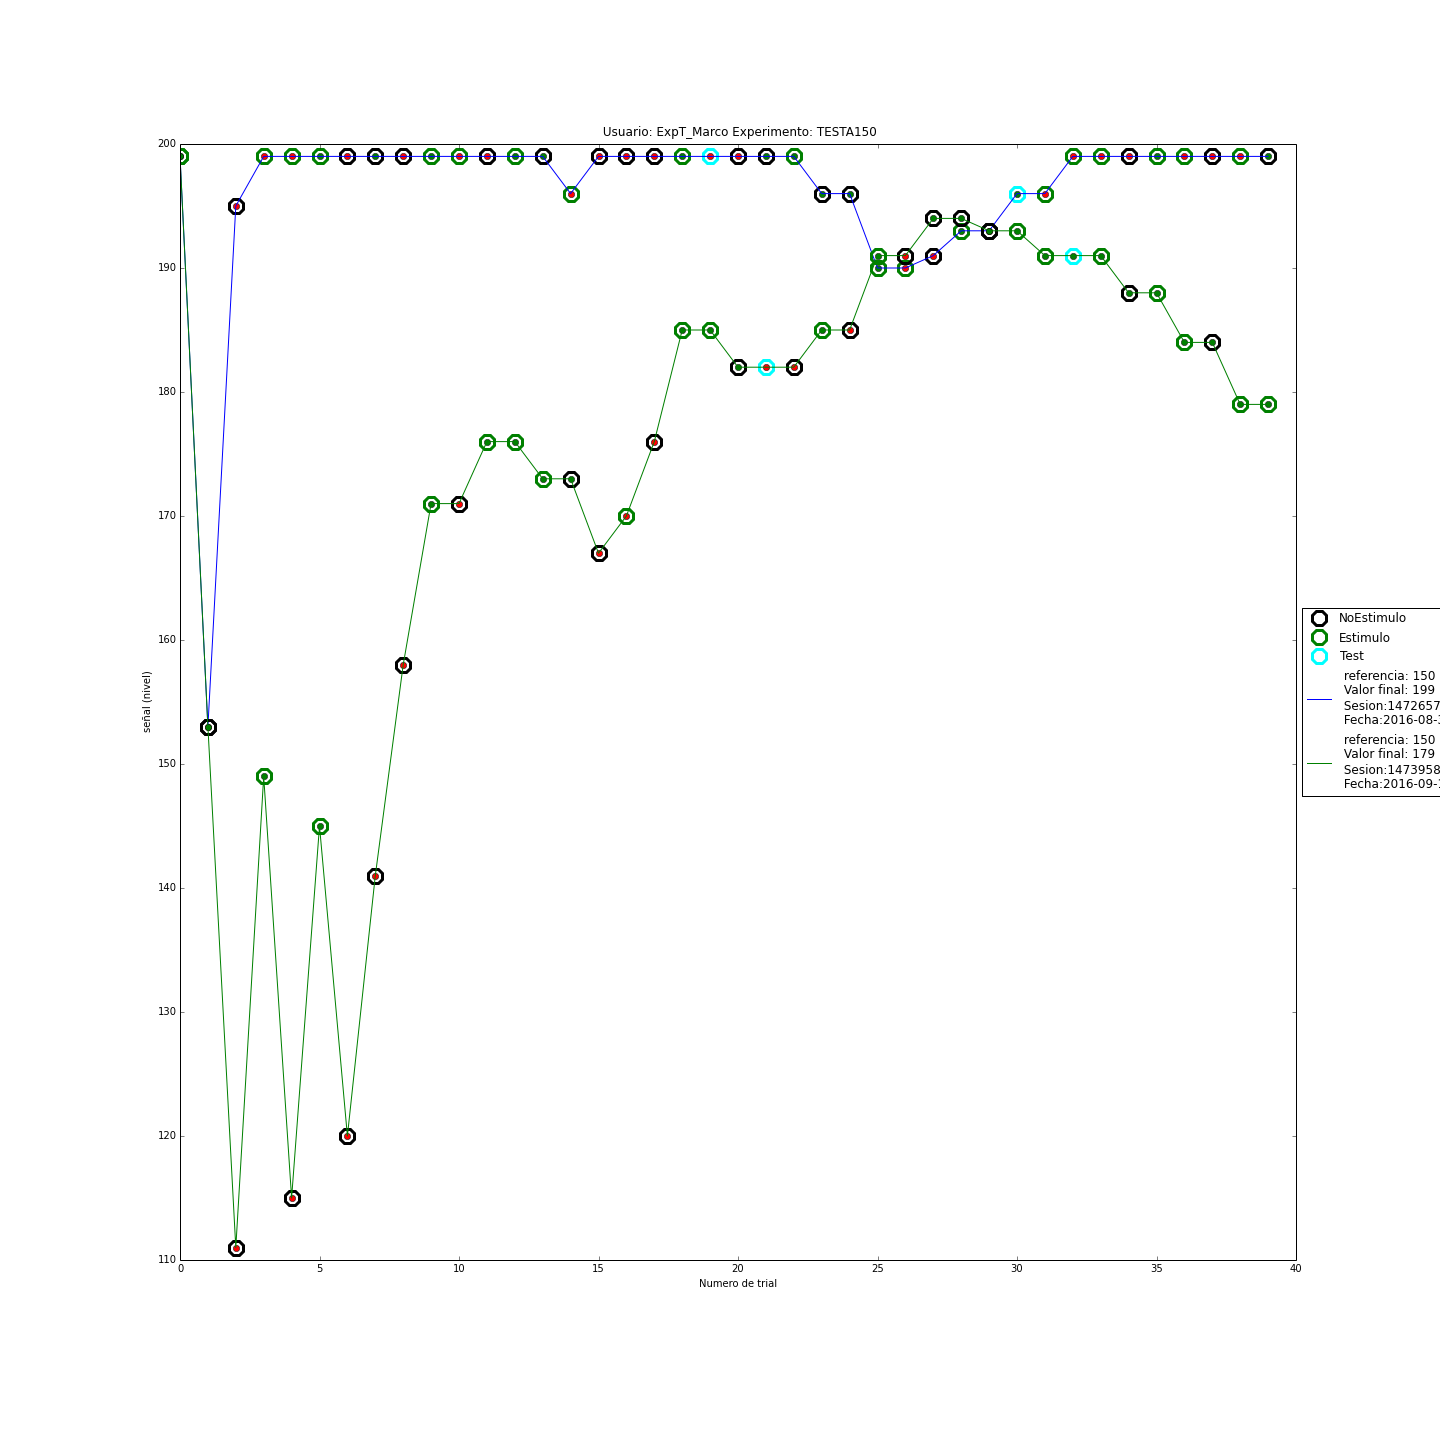 Usuario: ExpT_Marco Experimento: TESTA150
200
190
180
170
160
150
140
130
120
110
señal (nivel)
0
5
10
15
20
25
30
35
40
Numero de trial
NoEstimulo
Estimulo
Test
referencia: 150
Valor final: 199
Sesion:1472657
Fecha:2016-08-
referencia: 150
Valor final: 179
Sesion:1473958
Fecha:2016-09-